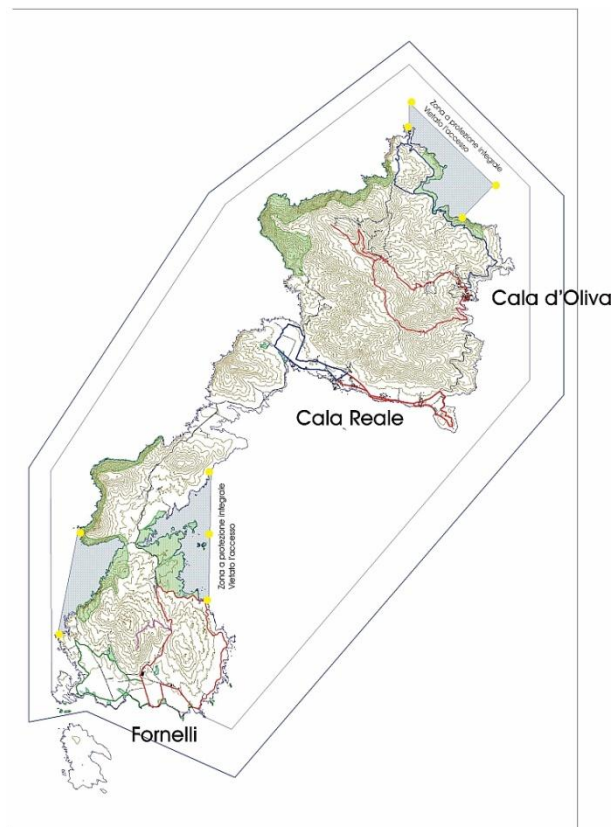 Zona a protezione integrale
Vietato l'accesso
Cala d'Oliva
Cala Reale
Zona a protezione integrale
Vietato l'accesso
Fornelli